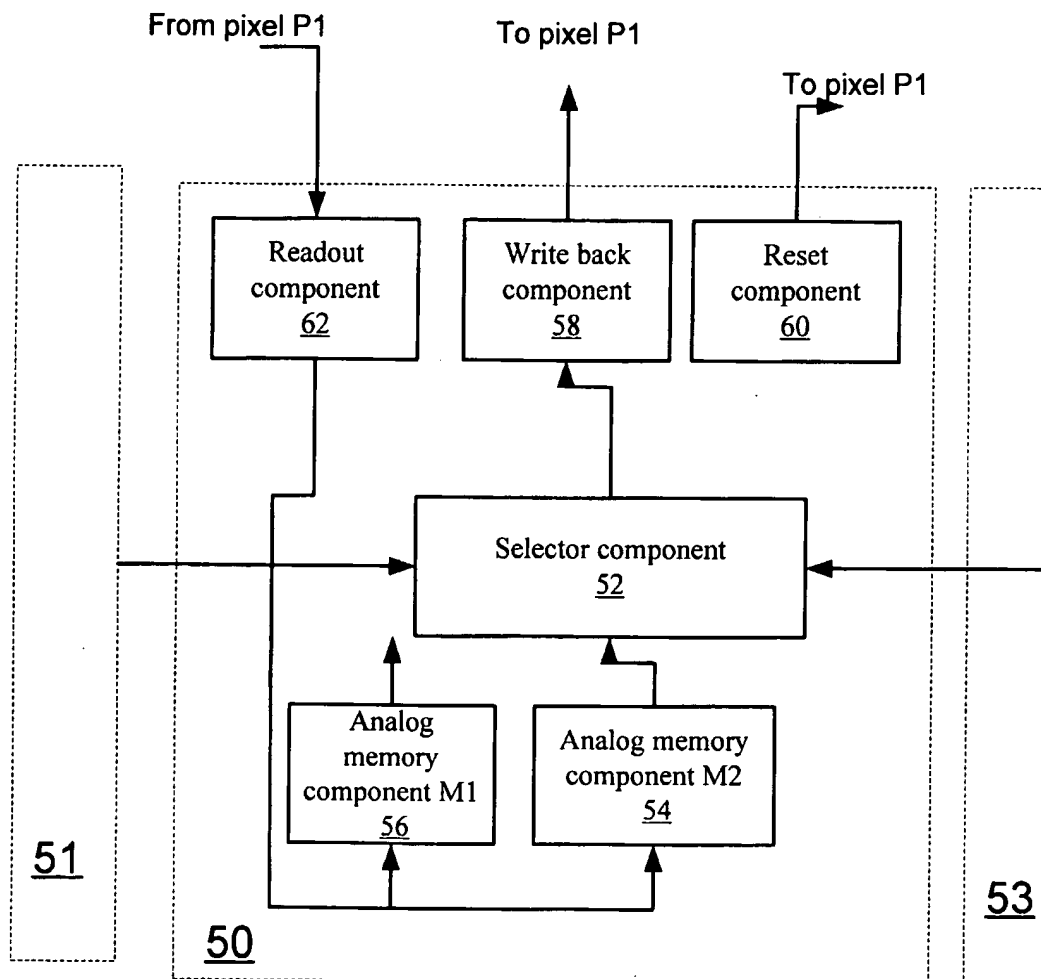 From pixel P1
To pixel P1
To pixel P1
Readout
component
62
Write back
component
58
Reset
component
60
Selector component
52
Analog
memory
component M1
56
Analog memory
component M2
54
51
50
53